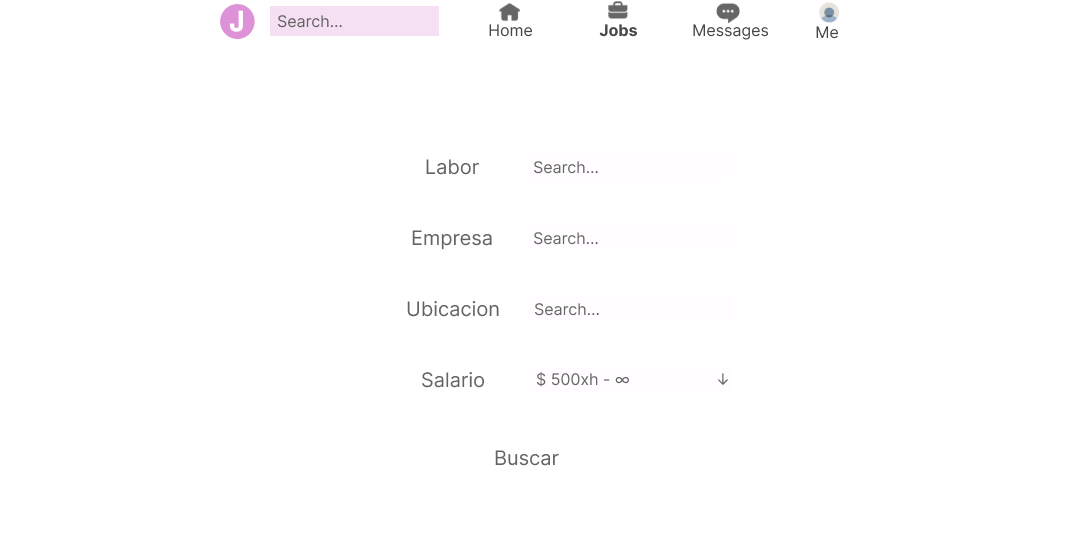 J Search... Home Jobs Messages Me
Labor Search...
Empresa Search...
Ubicacion Search...
Salario $ 500xh - ∞ ↓
Buscar